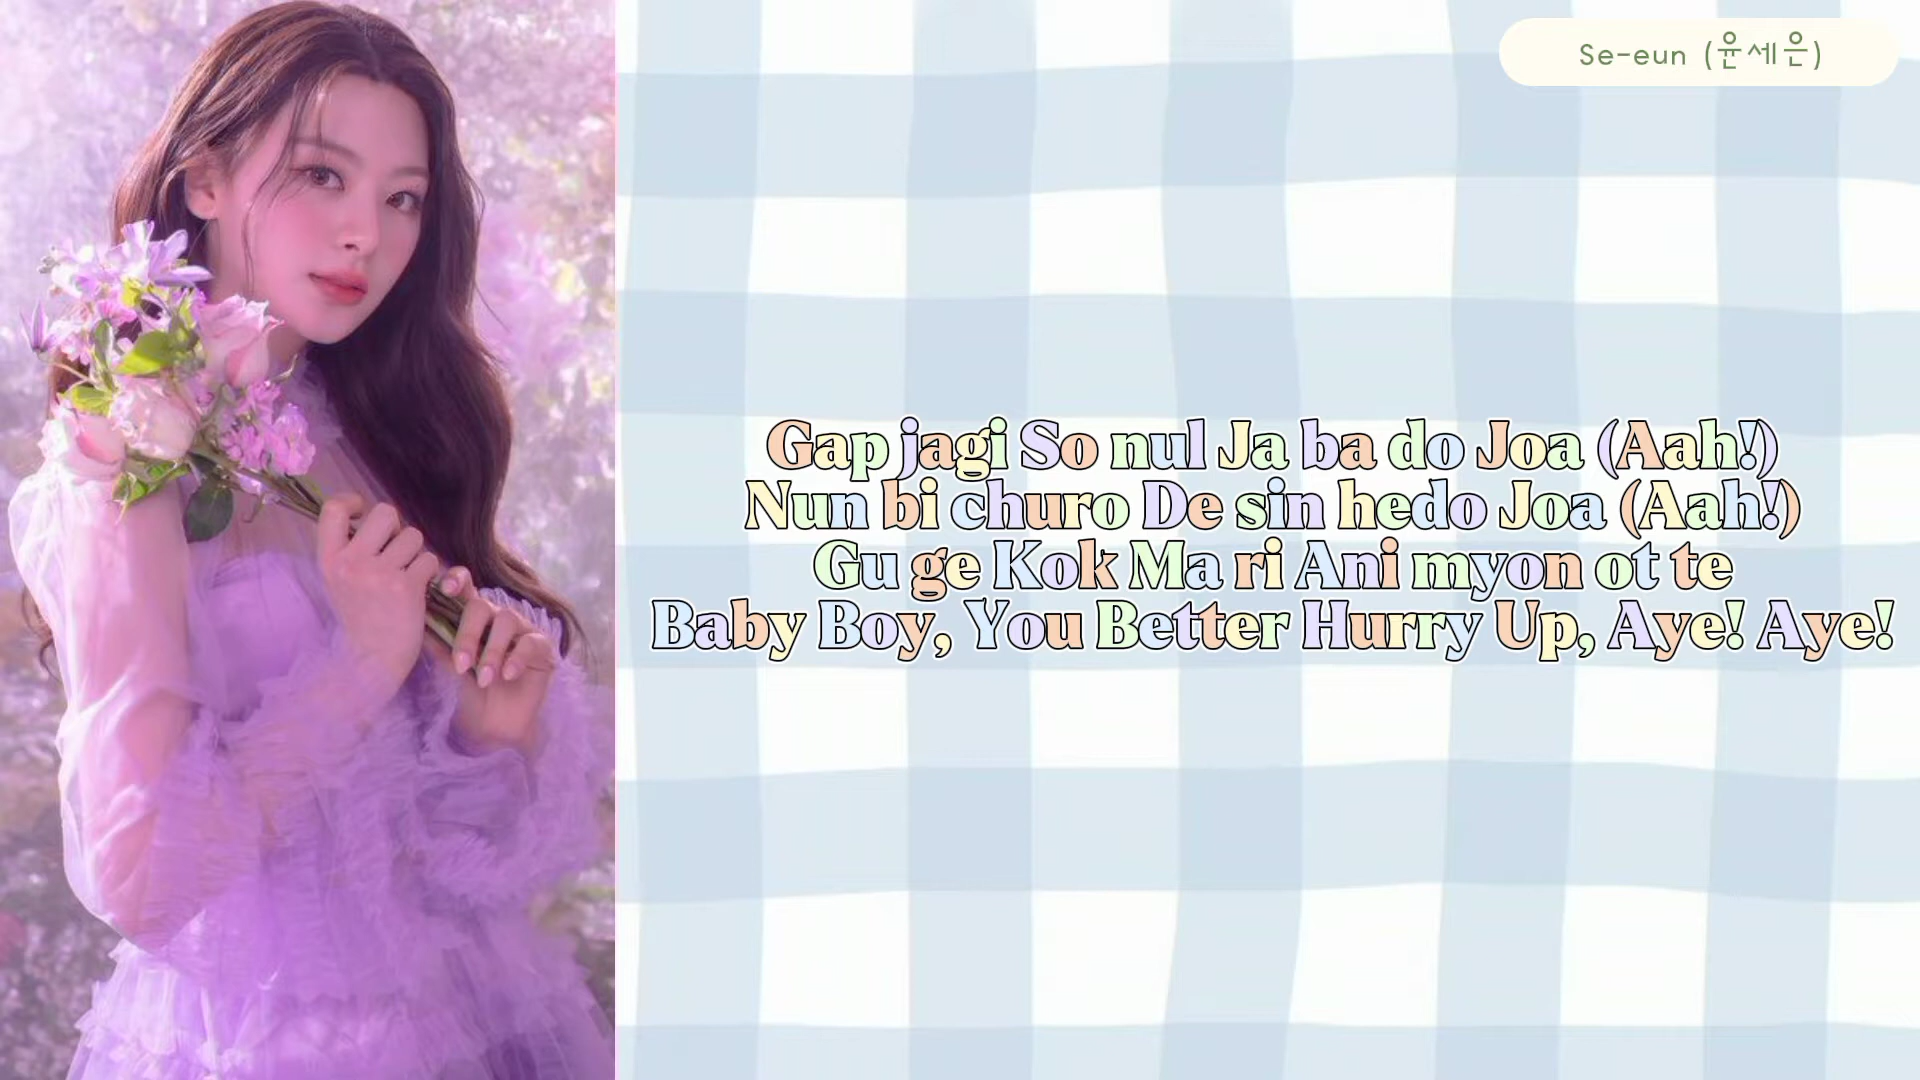 Se-eun (윤세은)
Gap jagi So nul Ja ba do Joa (Aah!)
Nun bi churo De sin hedo Joa (Aah!)
Gu ge Kok Ma ri Ani myon ot te
Baby Boy, You Better Hurry Up, Aye! Aye!